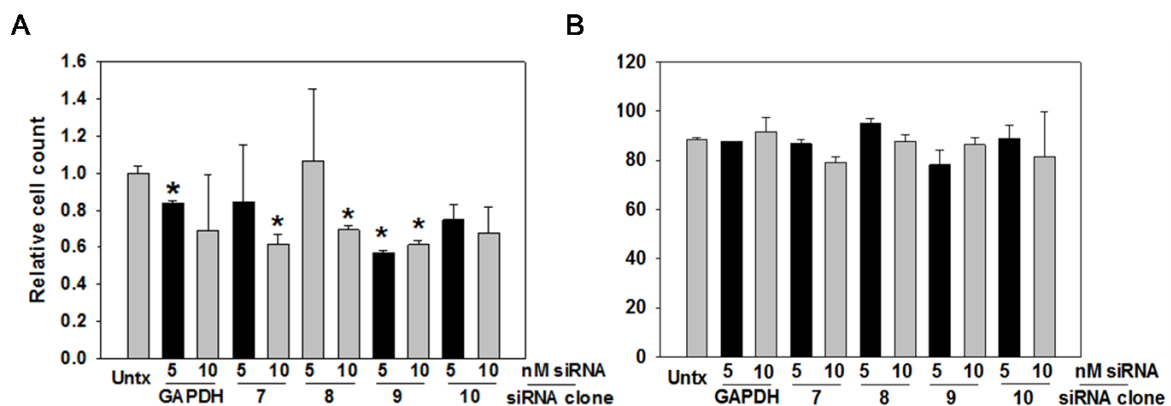 A
B
Relative cell count
1.6
1.4
1.2
1.0
0.8
0.6
0.4
0.2
0.0
* * * * *
Untx 5 10 5 10 5 10 5 10 5 10 nM siRNA
GAPDH 7 8 9 10 siRNA clone
120
100
80
60
40
20
0
Untx 5 10 5 10 5 10 5 10 5 10 nM siRNA
GAPDH 7 8 9 10 siRNA clone